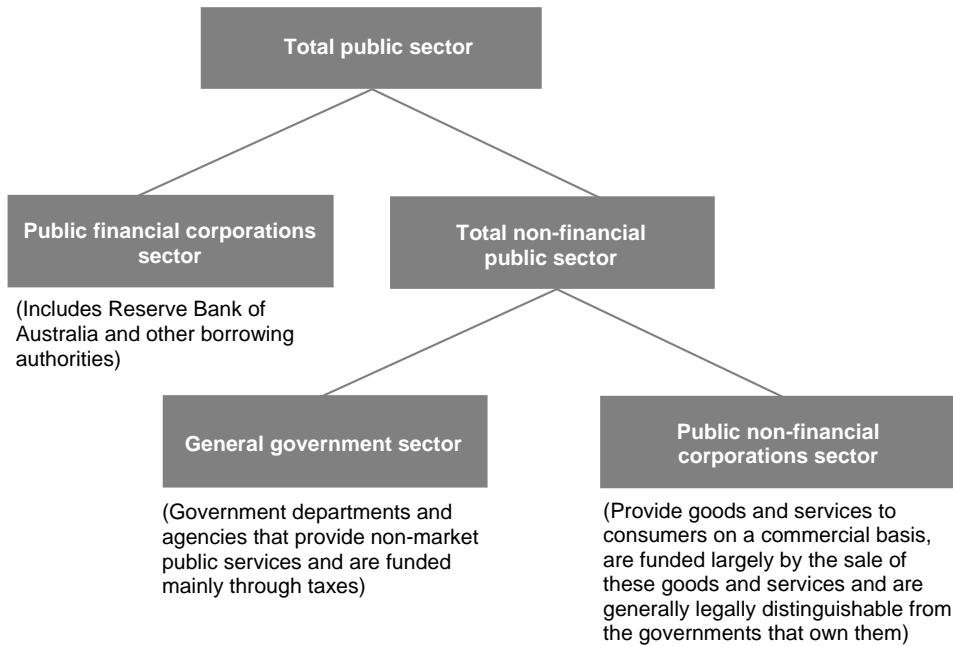 Total public
sector
Public financial corporations
sector
Total non-financial
public sector
(Includes Reserve Bank of
Australia and other borrowing
authorities)
General government sector
Public non-financial
corporations sector
(Government departments and
agencies that provide non-market
public services and are funded
mainly through taxes)
(Provide goods and services to
consumers on a commercial basis,
are funded largely by the sale of
these goods and services and are
generally legally distinguishable from
the governments that own them)